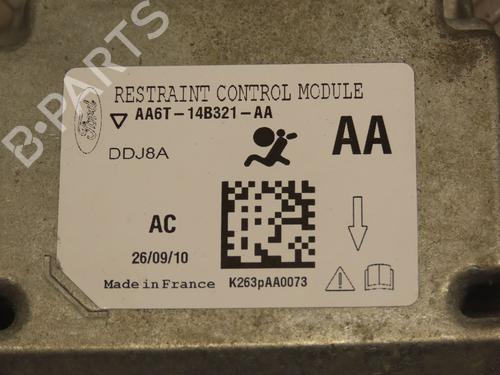 Ford
RESTRAINT CONTROL MODULE
AA6T-14B321-AA
DDJ8A
AA
AC
26/09/10
Made in France
K263pAA0073
B-PARTS